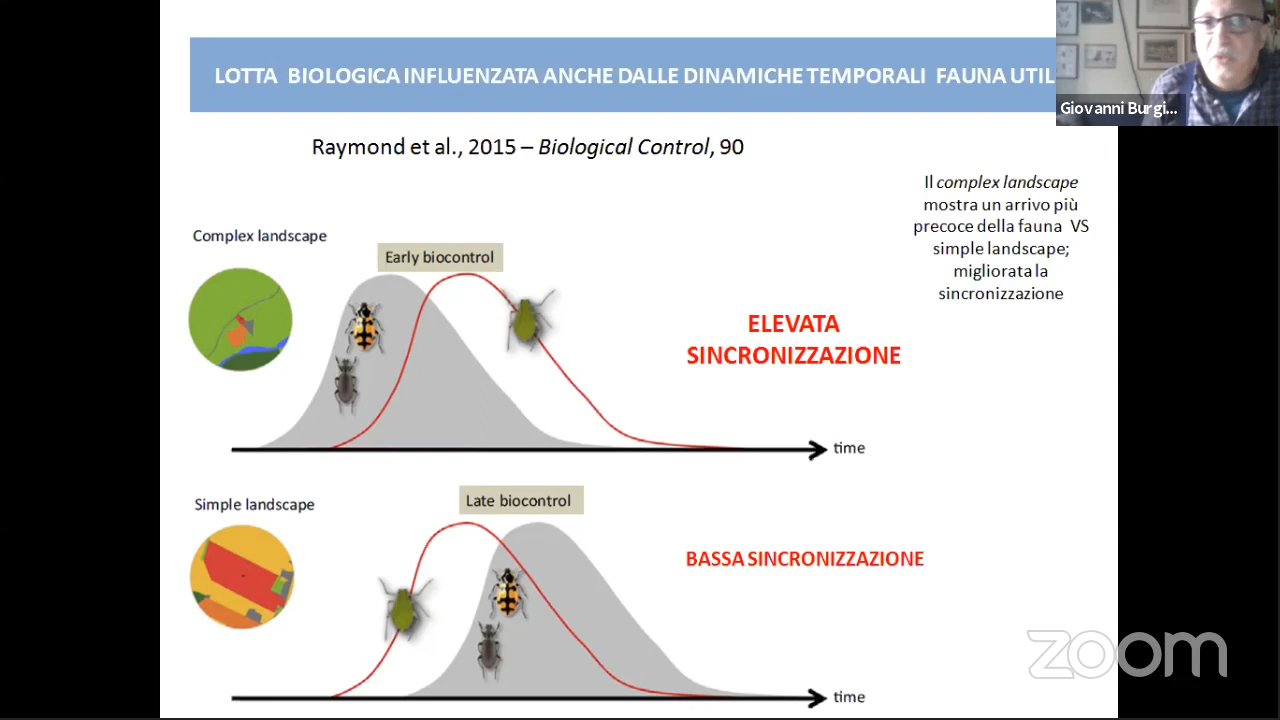 LOTTA BIOLOGICA INFLUENZATA ANCHE DALLE DINAMICHE TEMPORALI FAUNA UTIL
Giovanni Burgi...
Raymond et al., 2015 – Biological Control, 90
Il complex landscape
mostra un arrivo più
precoce della fauna VS
simple landscape;
migliorata la
sincronizzazione
Complex landscape
Early biocontrol
ELEVATA
SINCRONIZZAZIONE
time
Simple landscape
Late biocontrol
BASSA SINCRONIZZAZIONE
time
zoom